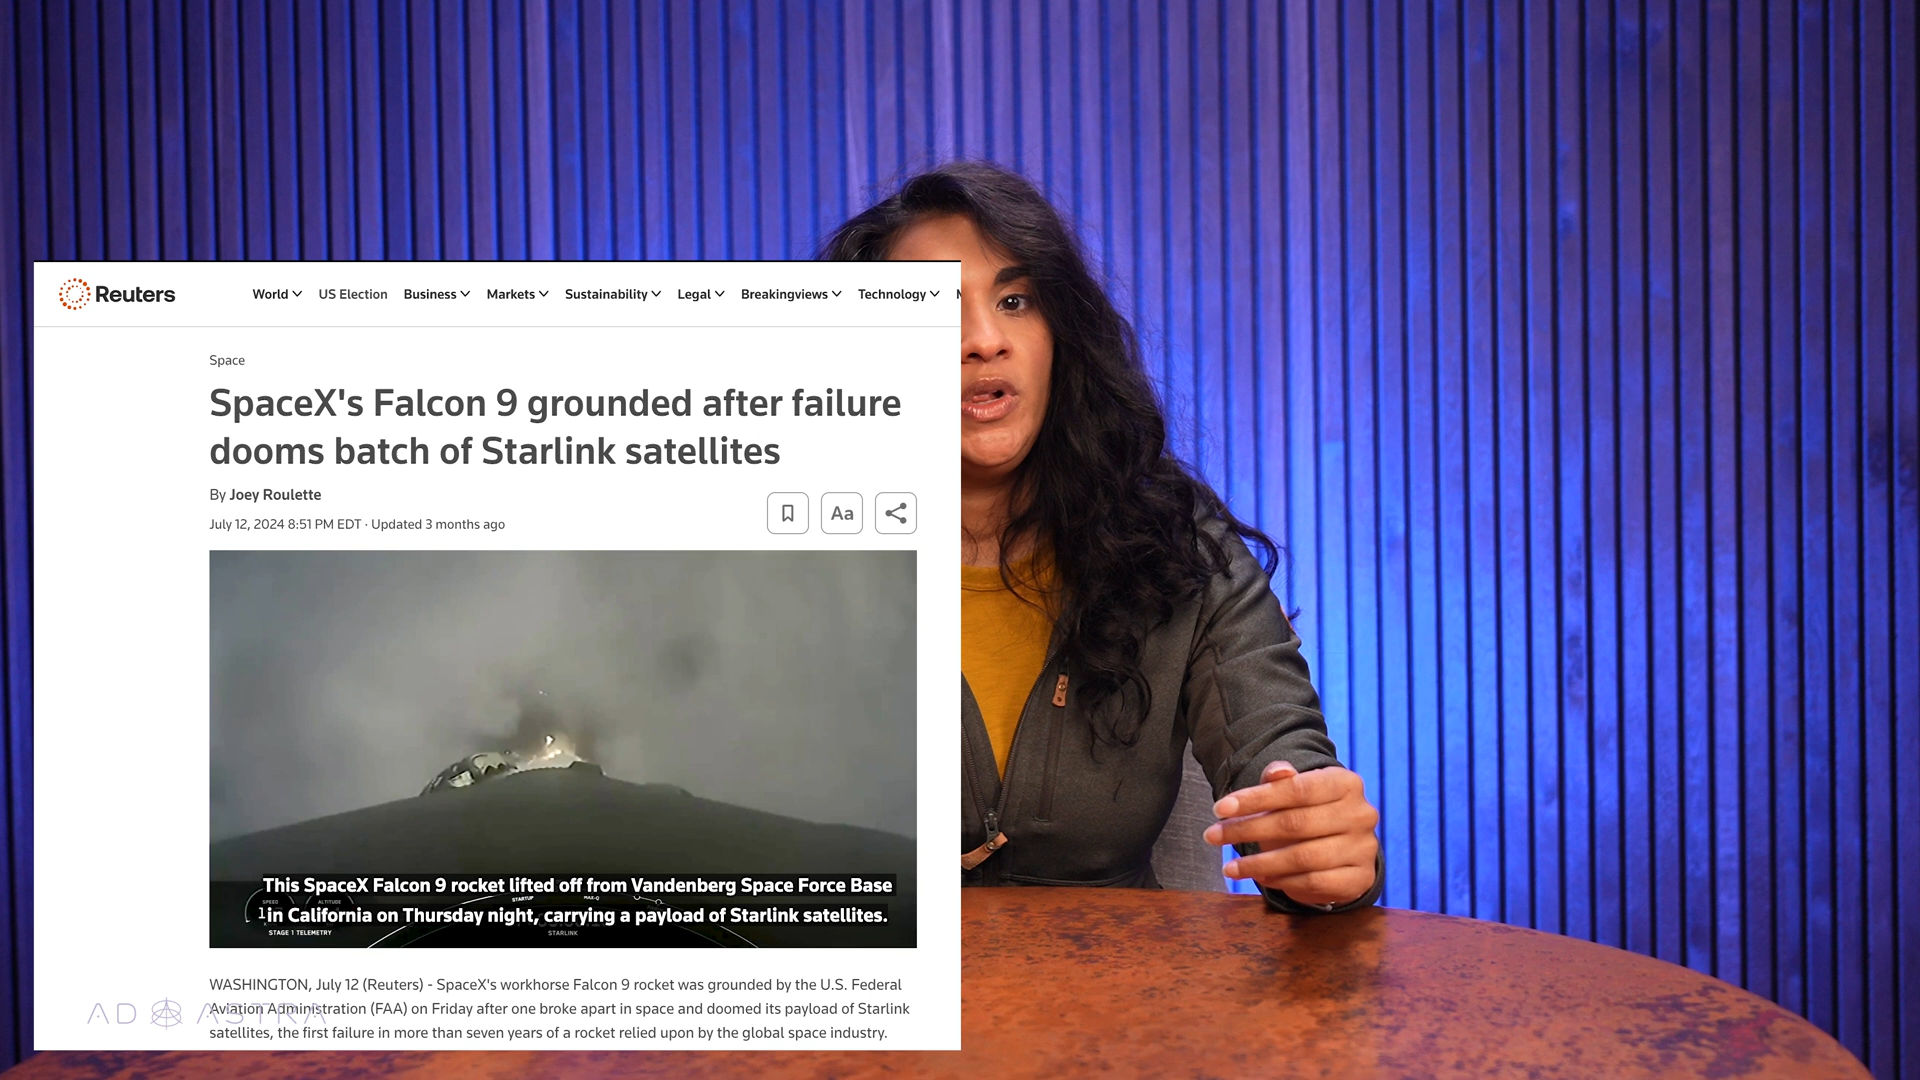 Reuters
World US Election Business Markets Sustainability Legal Breakingviews Technology
Space
SpaceX's Falcon 9 grounded after failure
dooms batch of Starlink satellites
By Joey Roulette
July 12, 2024 8:51 PM EDT · Updated 3 months ago
Aa
This SpaceX Falcon 9 rocket lifted off from Vandenberg Space Force Base
SPEED
ALTITUDE
STARTUP
MAX-Q
in California on Thursday night, carrying a payload of Starlink satellites.
STAGE 1 TELEMETRY
STARLINK
WASHINGTON, July 12 (Reuters) - SpaceX's workhorse Falcon 9 rocket was grounded by the U.S. Federal
Aviation Administration (FAA) on Friday after one broke apart in space and doomed its payload of Starlink
satellites, the first failure in more than seven years of a rocket relied upon by the global space industry.
AD ASTRA